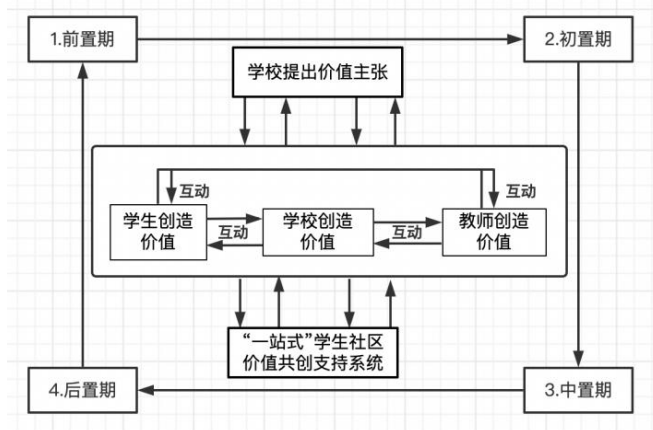 1.前置期
2.初置期
学校提出价值主张
互动
互动
学生创造
价值
互动
学校创造
价值
互动
教师创造
价值
“一站式”学生社区
价值共创支持系统
4.后置期
3.中置期